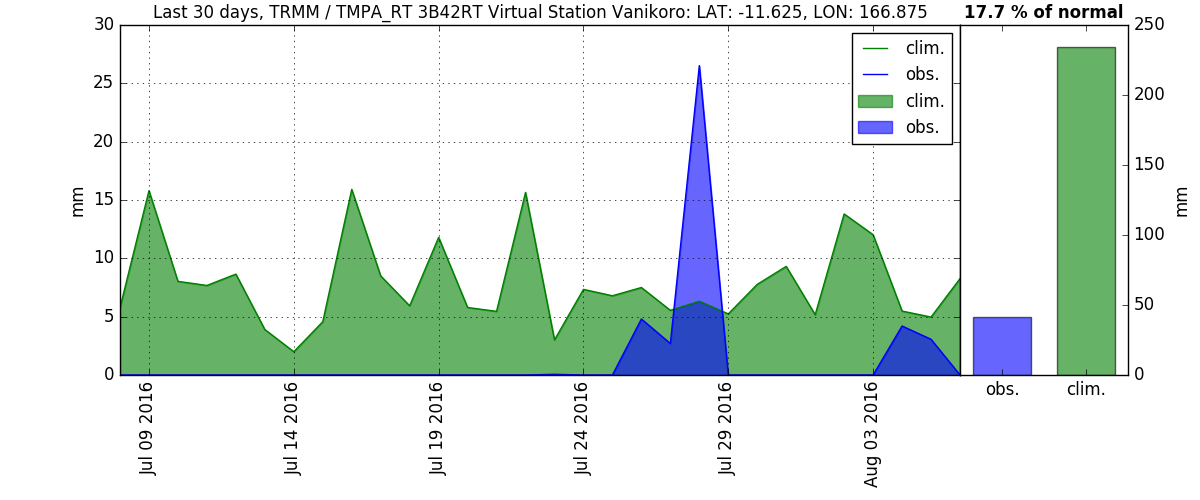 Last 30 days, TRMM / TMPA_RT 3B42RT Virtual Station Vanikoro: LAT: -11.625, LON: 166.875
17.7 % of normal
30
25
20
15
10
5
0
mm
clim.
obs.
clim.
obs.
Jul 09 2016
Jul 14 2016
Jul 19 2016
Jul 24 2016
Jul 29 2016
Aug 03 2016
250
200
150
100
50
0
mm
obs.
clim.